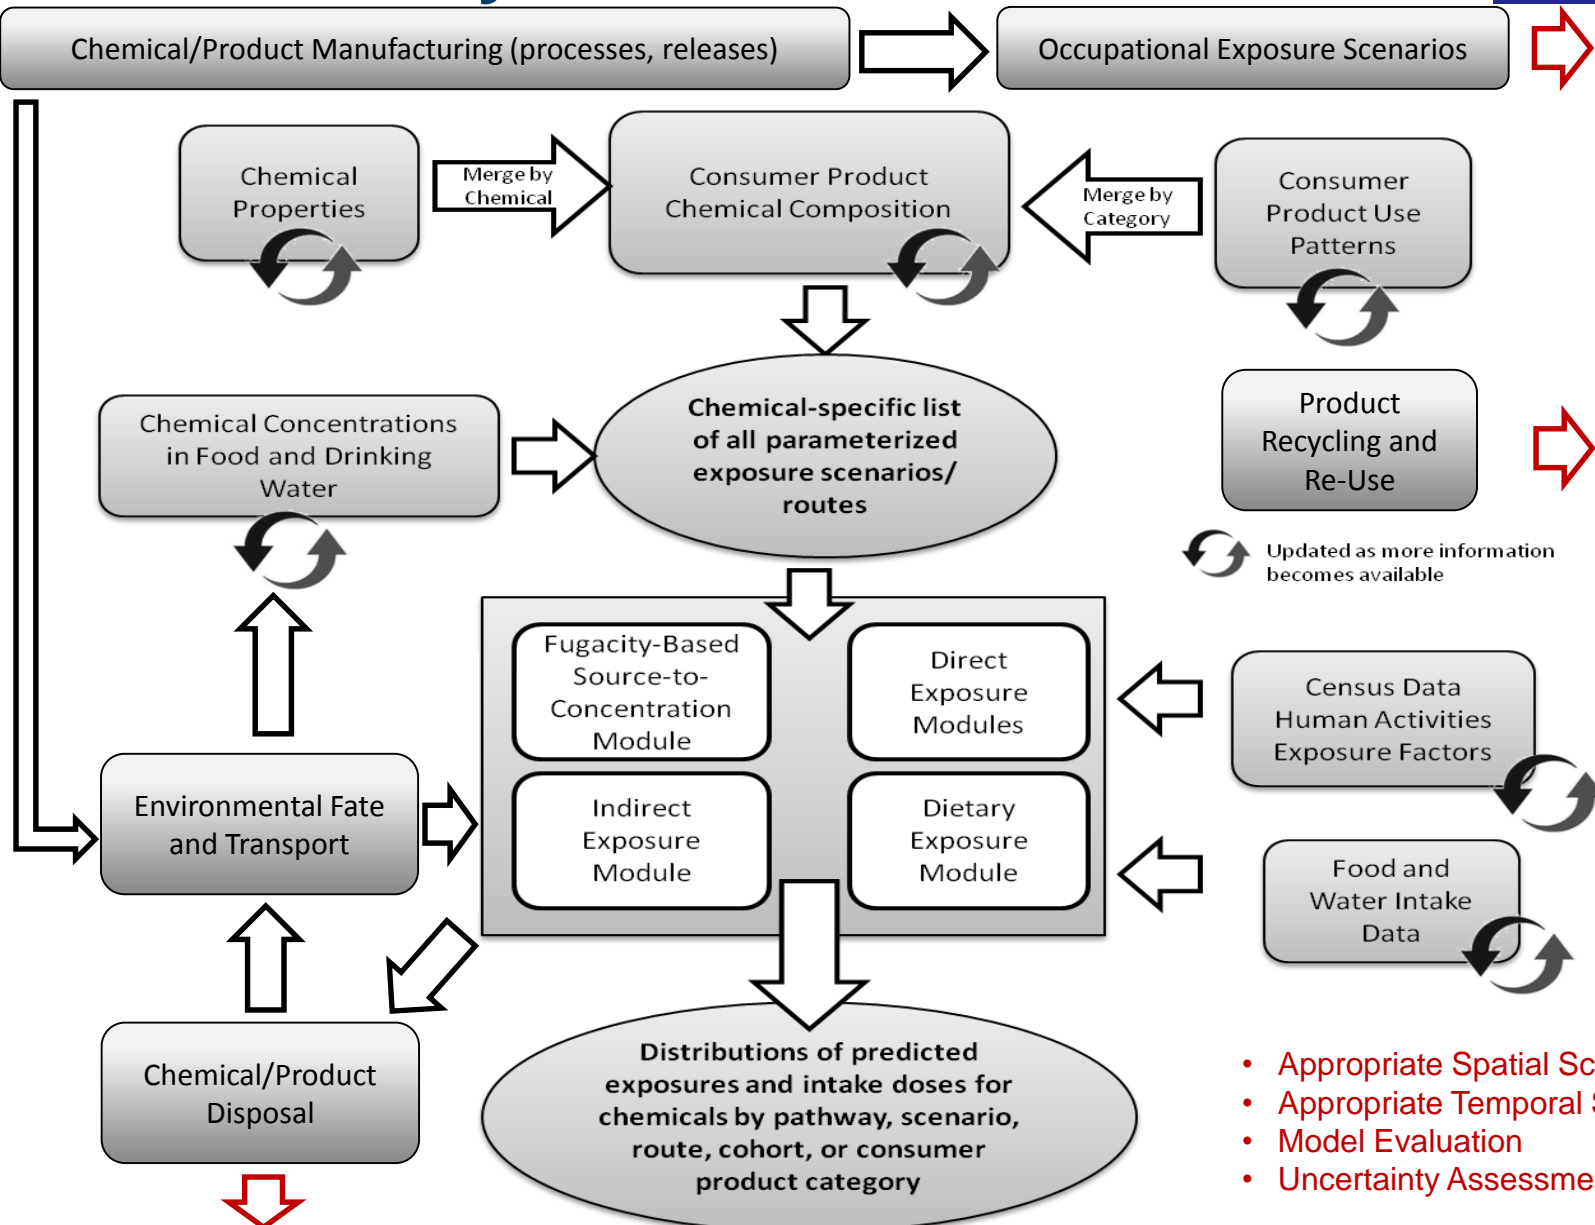 Chemical/Product Manufacturing (processes, releases)
Occupational Exposure Scenarios
Chemical
Properties
Merge by
Chemical
Consumer Product
Chemical Composition
Merge by
Category
Consumer
Product Use
Patterns
Chemical Concentrations
in Food and Drinking
Water
Chemical-specific list
of all parameterized
exposure scenarios/
routes
Product
Recycling and
Re-Use
Updated as more information
becomes available
Fugacity-Based
Source-to-
Concentration
Module
Direct
Exposure
Modules
Indirect
Exposure
Module
Dietary
Exposure
Module
Census Data
Human Activities
Exposure Factors
Food and
Water Intake
Data
Environmental Fate
and Transport
Chemical/Product
Disposal
Distributions of predicted
exposures and intake doses for
chemicals by pathway, scenario,
route, cohort, or consumer
product category
• Appropriate Spatial
• Appropriate Temporal
• Model Evaluation
• Uncertainty